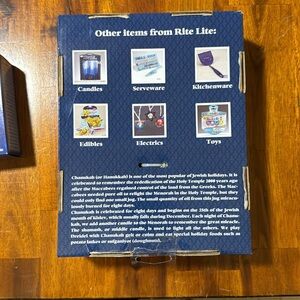 Other items from Rite Lite:
Candles Serveware Kitchenware
Edibles Electrics Toys
Chanukah (or Hanukkah) is one of the most popular of Jewish holidays. It is
celebrated to remember the rededication of the Holy Temple 2000 years ago
after the Maccabees regained control of the land from the Greeks. The Mac-
cabees needed pure oil to relight the Menorah in the Holy Temple, but they
could only find one small jug. The small quantity of oil from this jug miracu-
lously burned for eight days.
Chanukah is celebrated for eight days and begins on the 25th of the Jewish
month of Kislev, which usually falls during December. Each night of Chanu-
kah, we add another candle to the Menorah to celebrate the great miracle.
The shamash, or middle candle, is used to light all the others. We play
Dreidel with Chanukah gelt or coins and eat special holiday foods such as
potato latkes or sufganiyot (doughnuts).